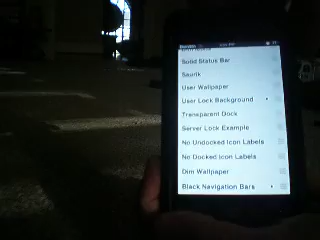 Solid Status Bar
Saurik
User Wallpaper
User Lock Background
Transparent Dock
Server Lock Example
No Undocked Icon Labels
No Docked Icon Labels
Dim Wallpaper
Black Navigation Bars